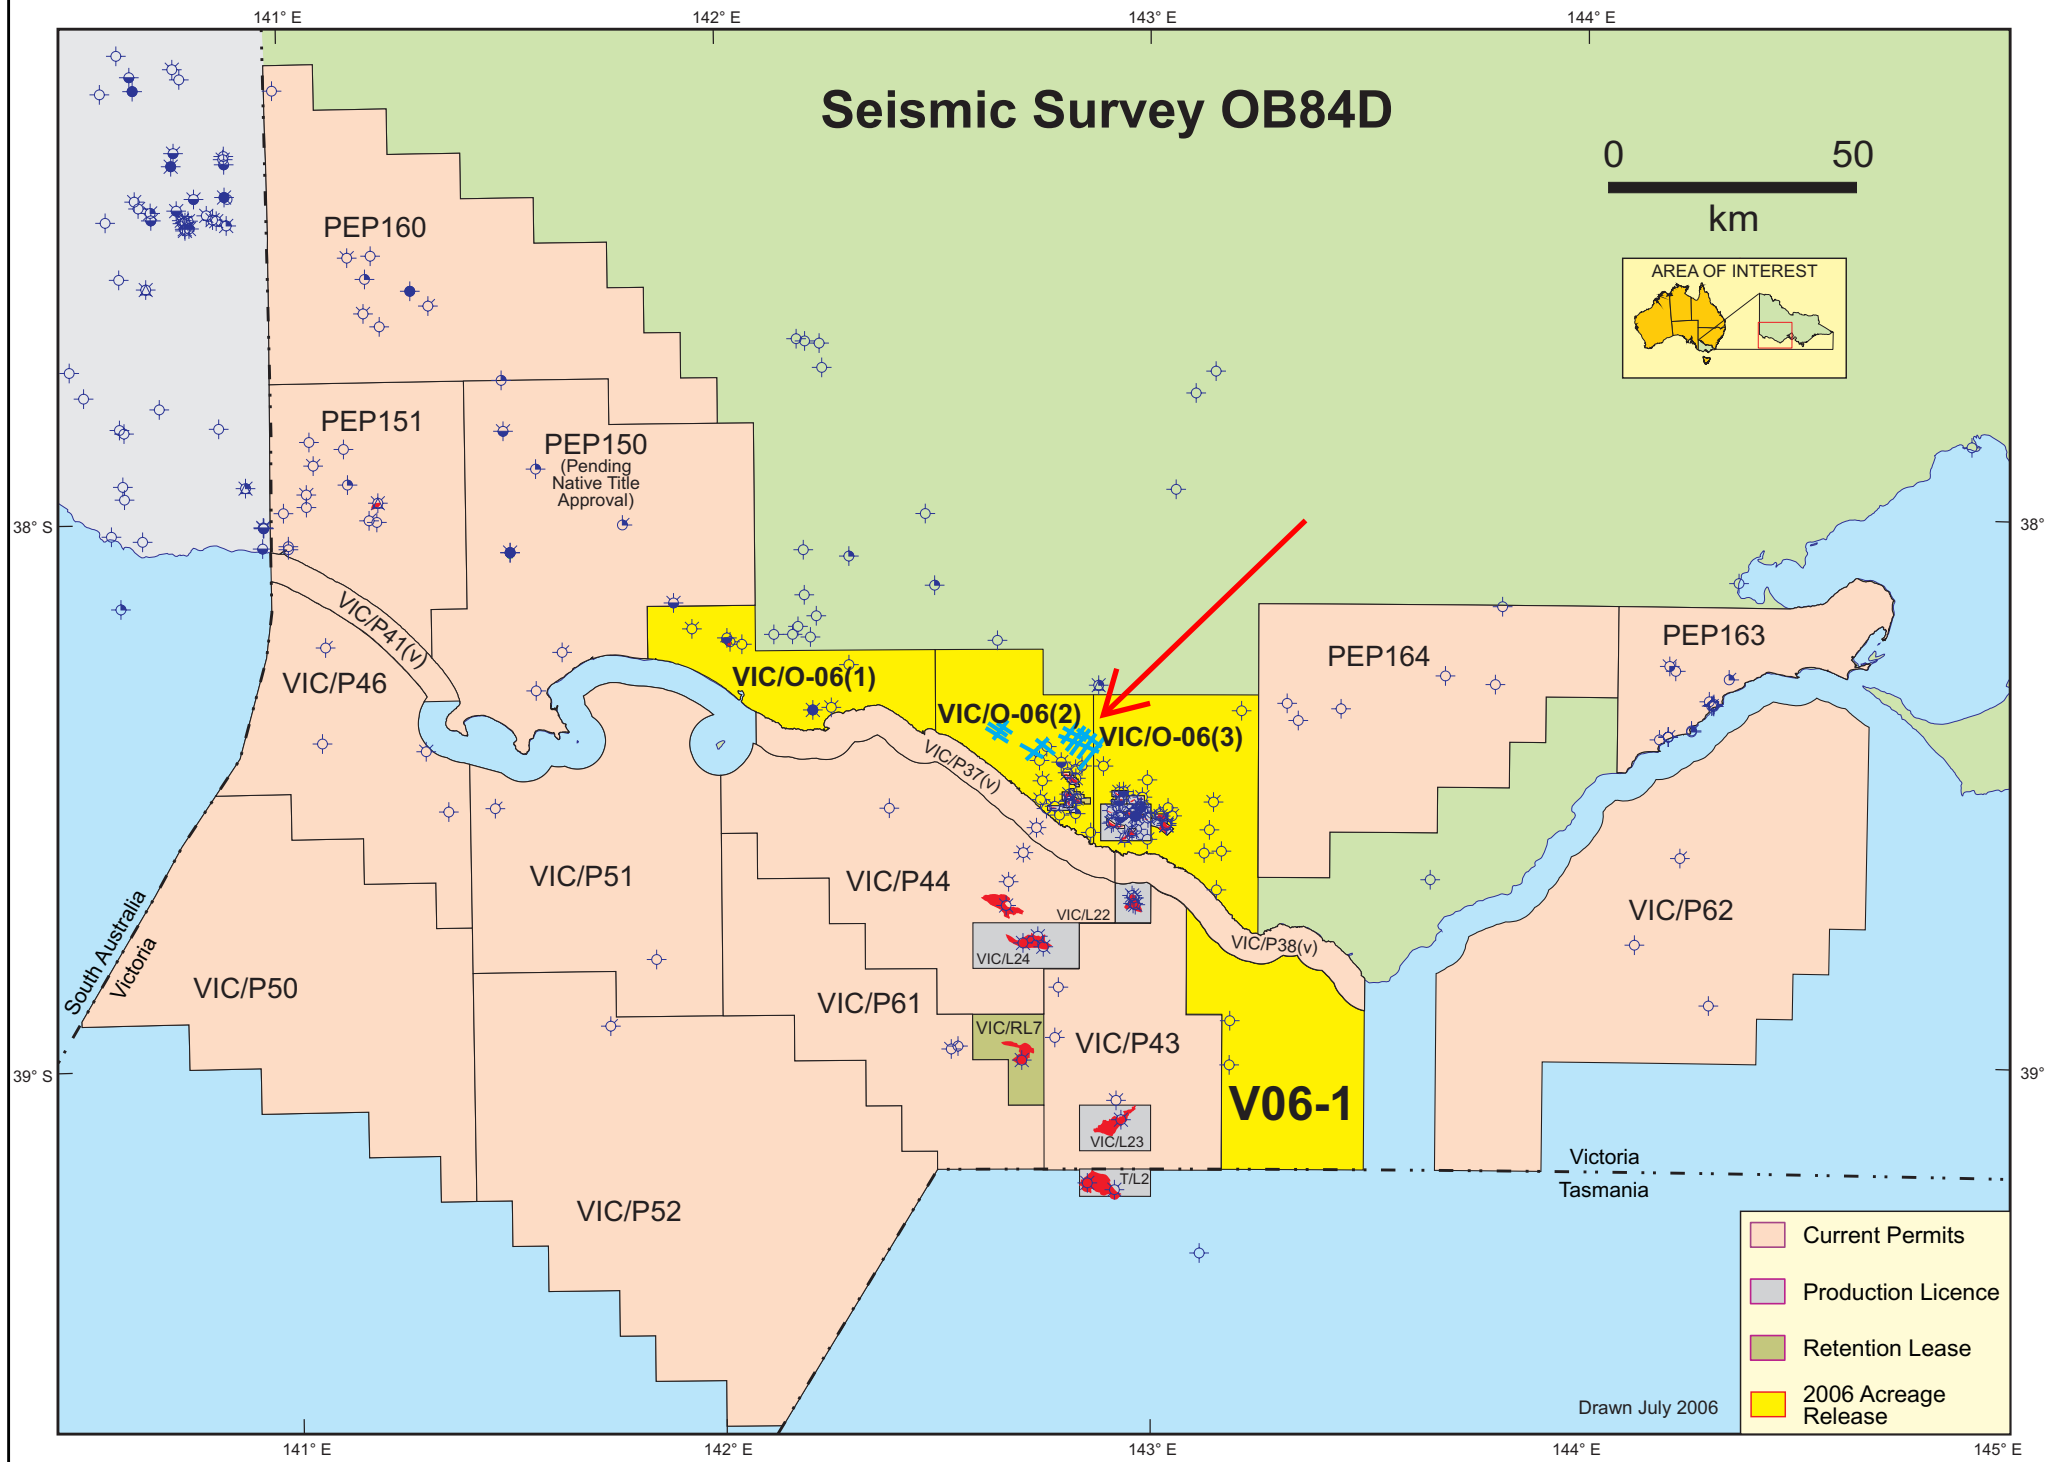 141° E
142° E
143° E
144° E
Seismic Survey OB84D
0
50
km
AREA OF INTEREST
PEP160
PEP151
PEP150
(Pending
Native Title
Approval)
38° S
38°
VIC/P41(v)
VIC/P46
VIC/O-06(1)
VIC/O-06(2)
VIC/O-06(3)
PEP164
PEP163
VIC/P37(v)
VIC/P51
VIC/P44
VIC/L22
VIC/P62
VIC/P38(v)
VIC/L24
South Australia
Victoria
VIC/P50
VIC/P61
VIC/RL7
VIC/P43
39° S
39°
V06-1
VIC/L23
T/L2
Victoria
Tasmania
VIC/P52
Current Permits
Production Licence
Retention Lease
2006 Acreage
Release
Drawn July 2006
141° E
142° E
143° E
144° E
145° E